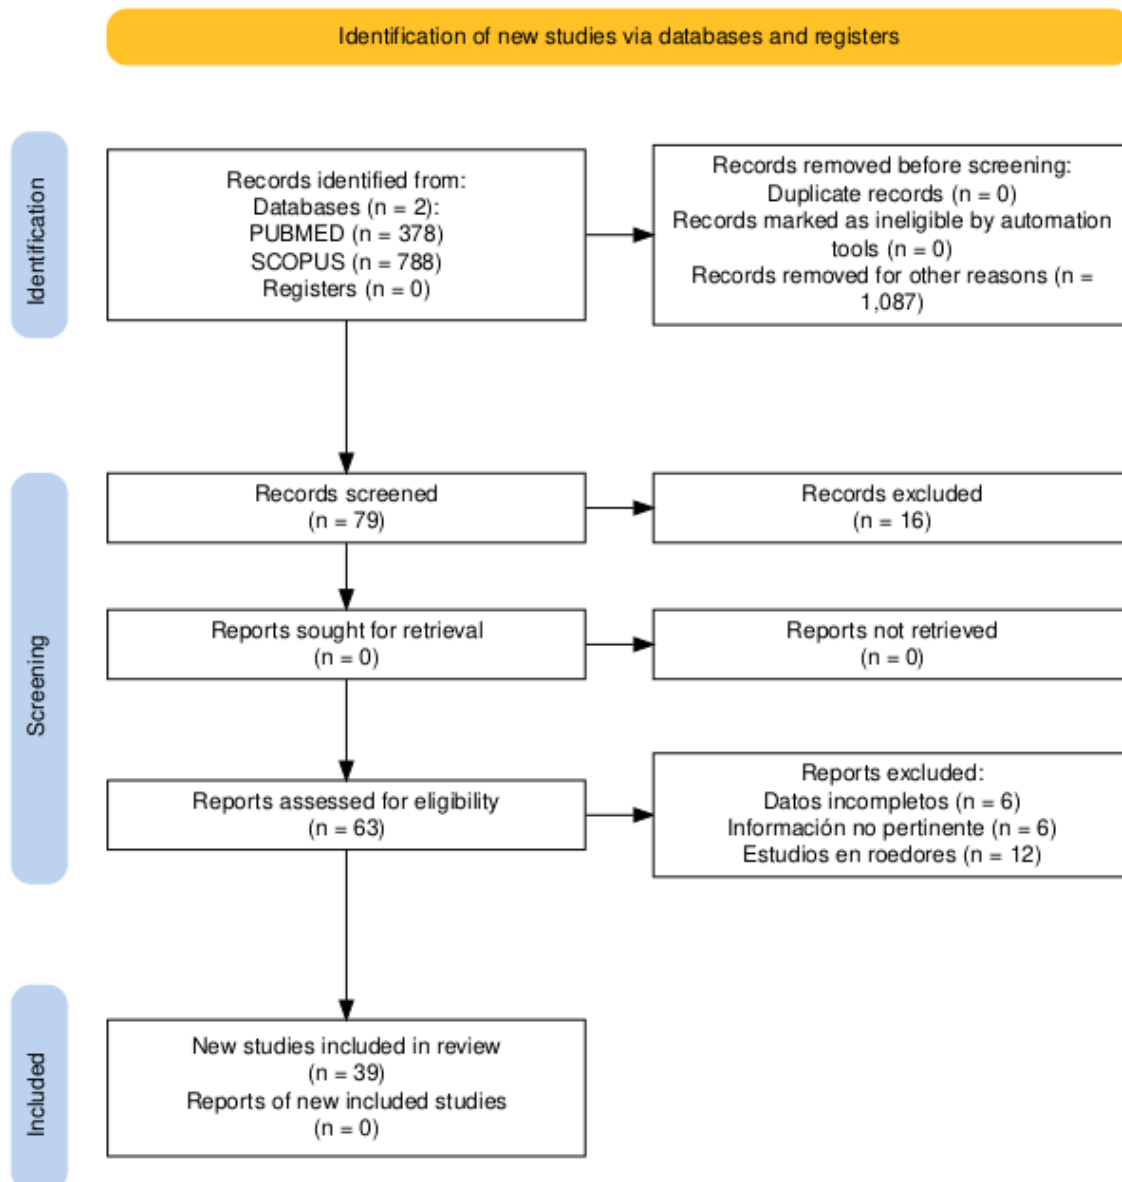 Identification of new studies via databases and registers
Identification
Records identified from:
Databases (n = 2):
PUBMED (n = 378)
SCOPUS (n = 788)
Registers (n = 0)
Records removed before screening:
Duplicate records (n = 0)
Records marked as ineligible by automation
tools (n = 0)
Records removed for other reasons (n =
1,087)
Screening
Records screened
(n = 79)
Records excluded
(n = 16)
Reports sought for retrieval
(n = 0)
Reports not retrieved
(n = 0)
Reports assessed for eligibility
(n = 63)
Reports excluded:
Datos incompletos (n = 6)
Información no pertinente (n = 6)
Estudios en roedores (n = 12)
Included
New studies included in review
(n = 39)
Reports of new included studies
(n = 0)